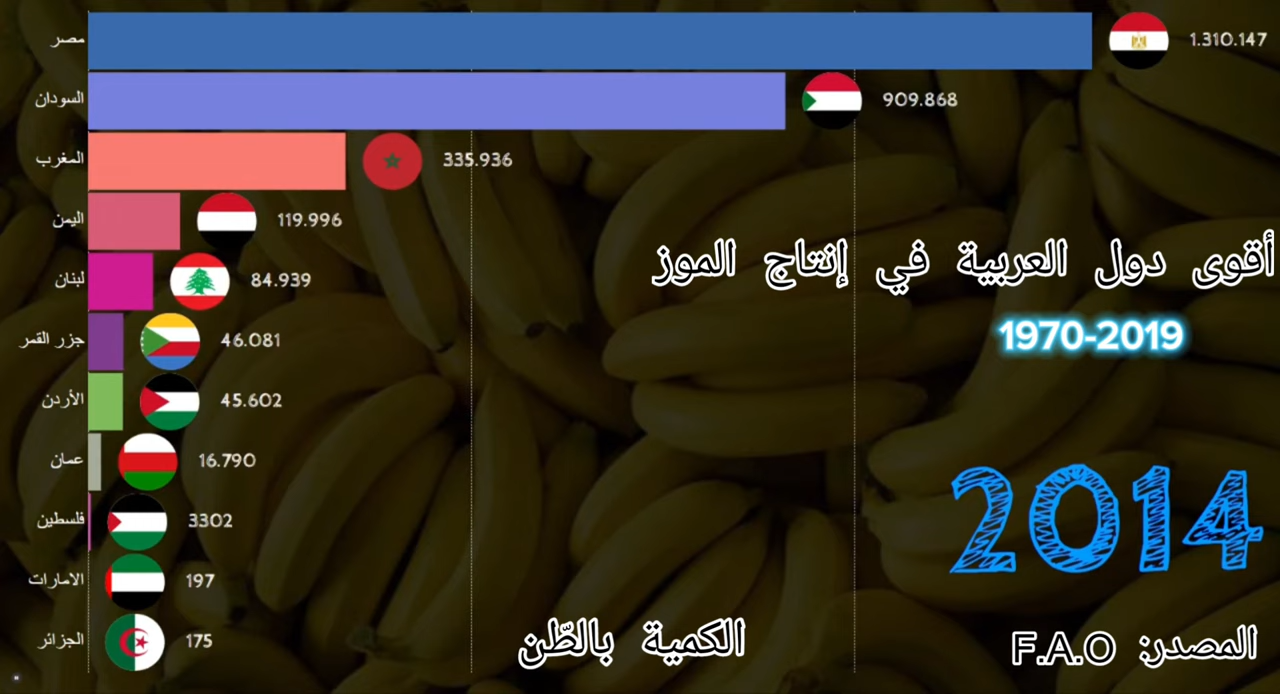 مصر 1.310.147
السودان 909.868
المغرب 335.936
اليمن 119.996
لبنان 84.939
جزر القمر 46.081
الأردن 45.602
عمان 16.790
فلسطين 3302
الامارات 197
الجزائر 175
أقوى دول العربية في إنتاج الموز
1970-2019
2014
الكمية بالطّن
المصدر: F.A.O